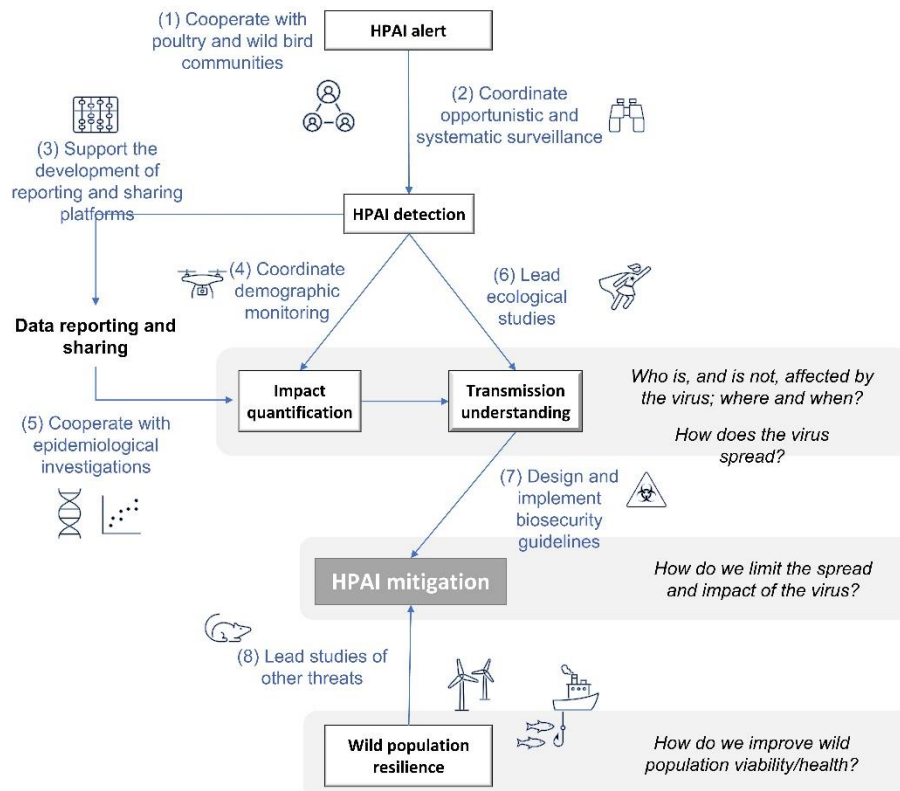 (1) Cooperate with
poultry and wild bird
communities
HPAI alert
(2) Coordinate
opportunistic and
systematic surveillance
(3) Support the
development of
reporting and sharing
platforms
HPAI detection
(4) Coordinate
demographic
monitoring
(6) Lead
ecological
studies
Data reporting and
sharing
Impact
quantification
Transmission
understanding
Who is, and is not, affected by
the virus; where and when?
How does the virus
spread?
(5) Cooperate with
epidemiological
investigations
(7) Design and
implement
biosecurity
guidelines
HPAI mitigation
How do we limit the spread
and impact of the virus?
(8) Lead studies of
other threats
Wild population
resilience
How do we improve wild
population viability/health?